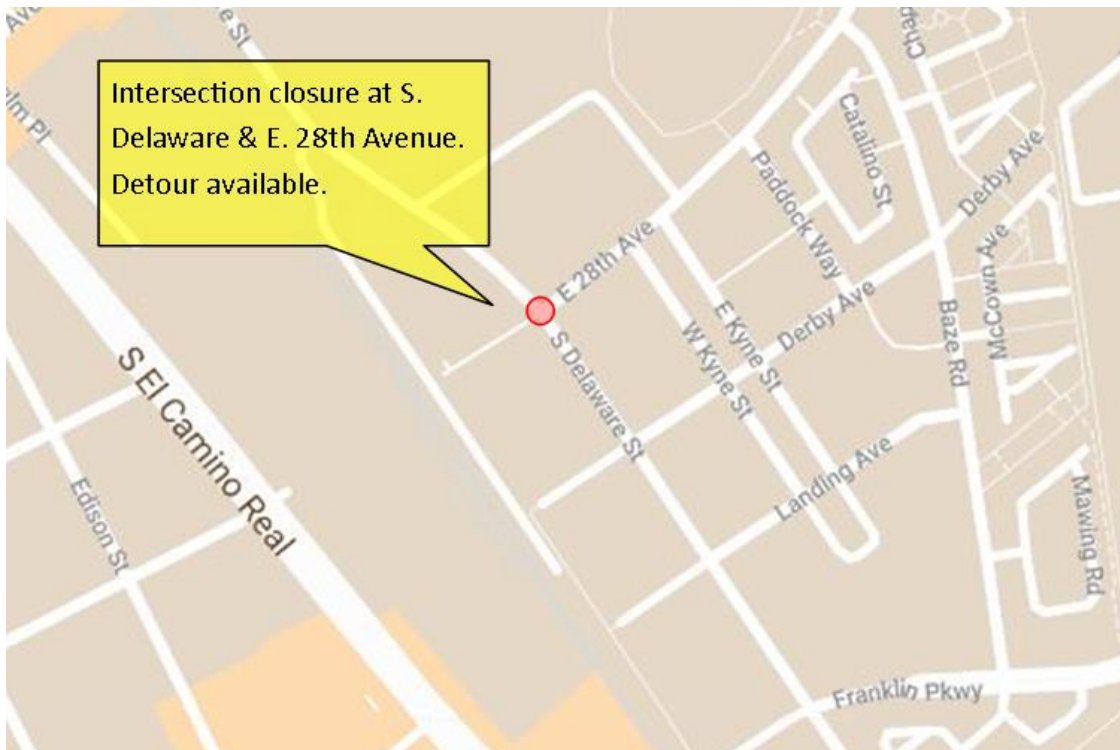 Intersection closure at S.
Delaware & E. 28th Avenue.
Detour available.
E 28th Ave
S Delaware St
W Kyne St
E Kyne St
Paddock Way
Catalino St
Derby Ave
Derby Ave
McCown Ave
Baze Rd
Landing Ave
Mawing Rd
Franklin Pkwy
S El Camino Real
Edison St
Pl
St